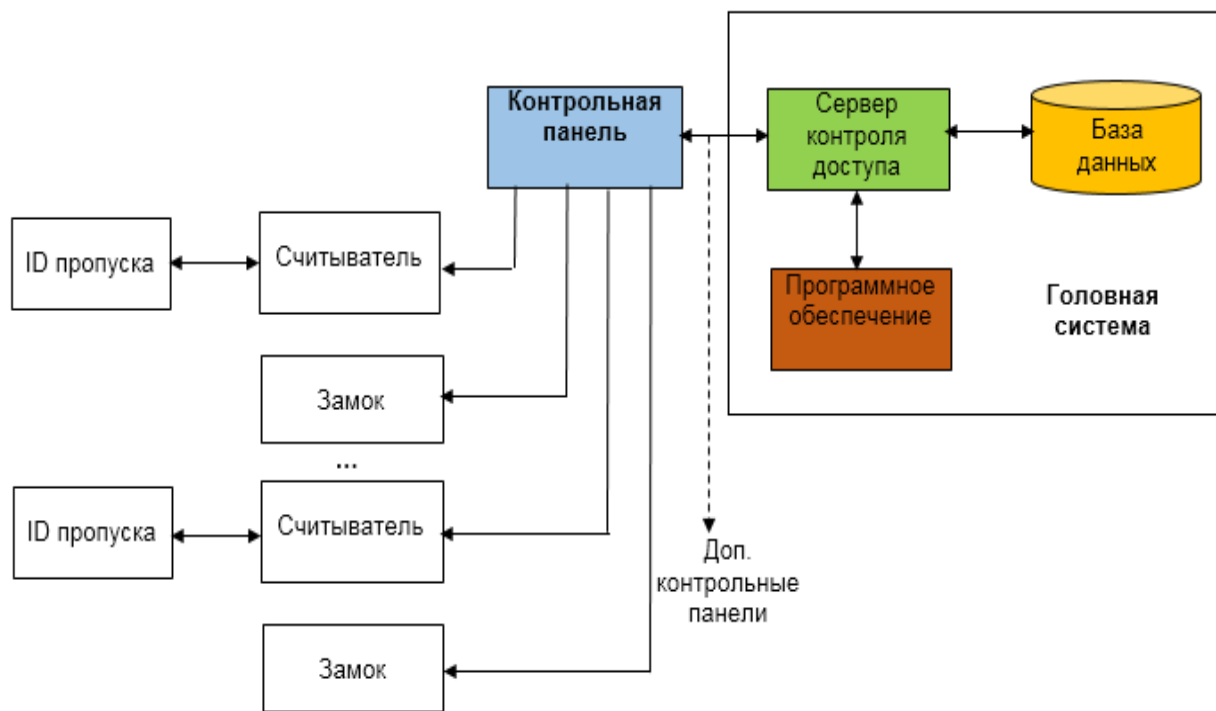 Контрольная
панель
Сервер
контроля
доступа
База
данных
ID пропуска
Считыватель
Программное
обеспечение
Головная
система
Замок
...
ID пропуска
Считыватель
Доп.
контрольные
панели
Замок